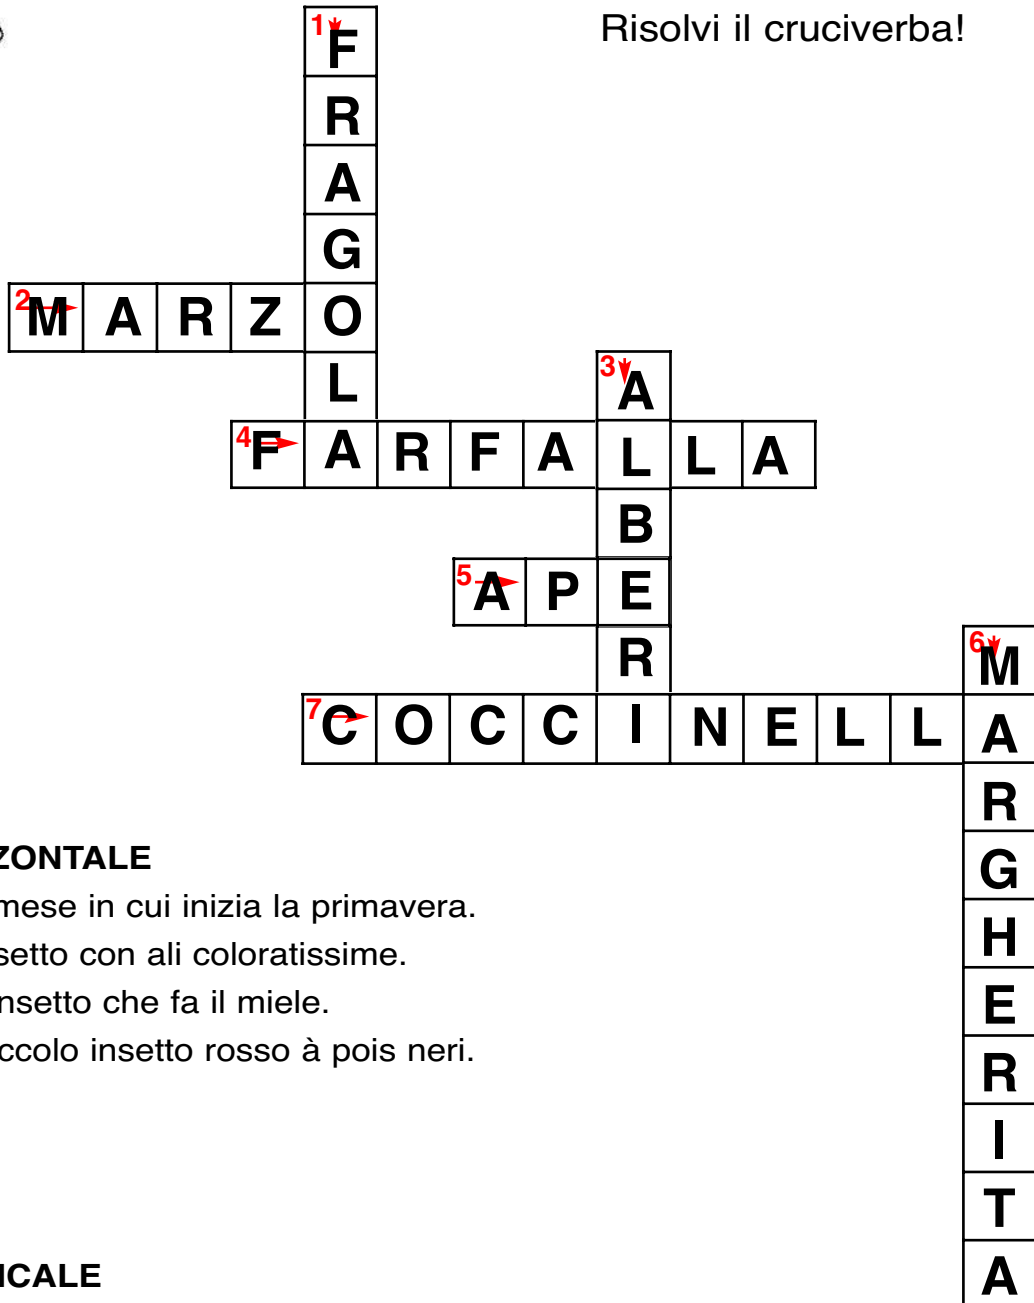 Risolvi il cruciverba!
1 F
R
A
G
2 M A R Z O
L
3 A
4 F A R F A L L A
B
5 A P E
R
6 M
7 C O C C I N E L L A
R
G
H
E
R
I
T
A
ZONTALE
mese in cui inizia la primavera.
setto con ali coloratissime.
nsetto che fa il miele.
ccolo insetto rosso à pois neri.
ICALE